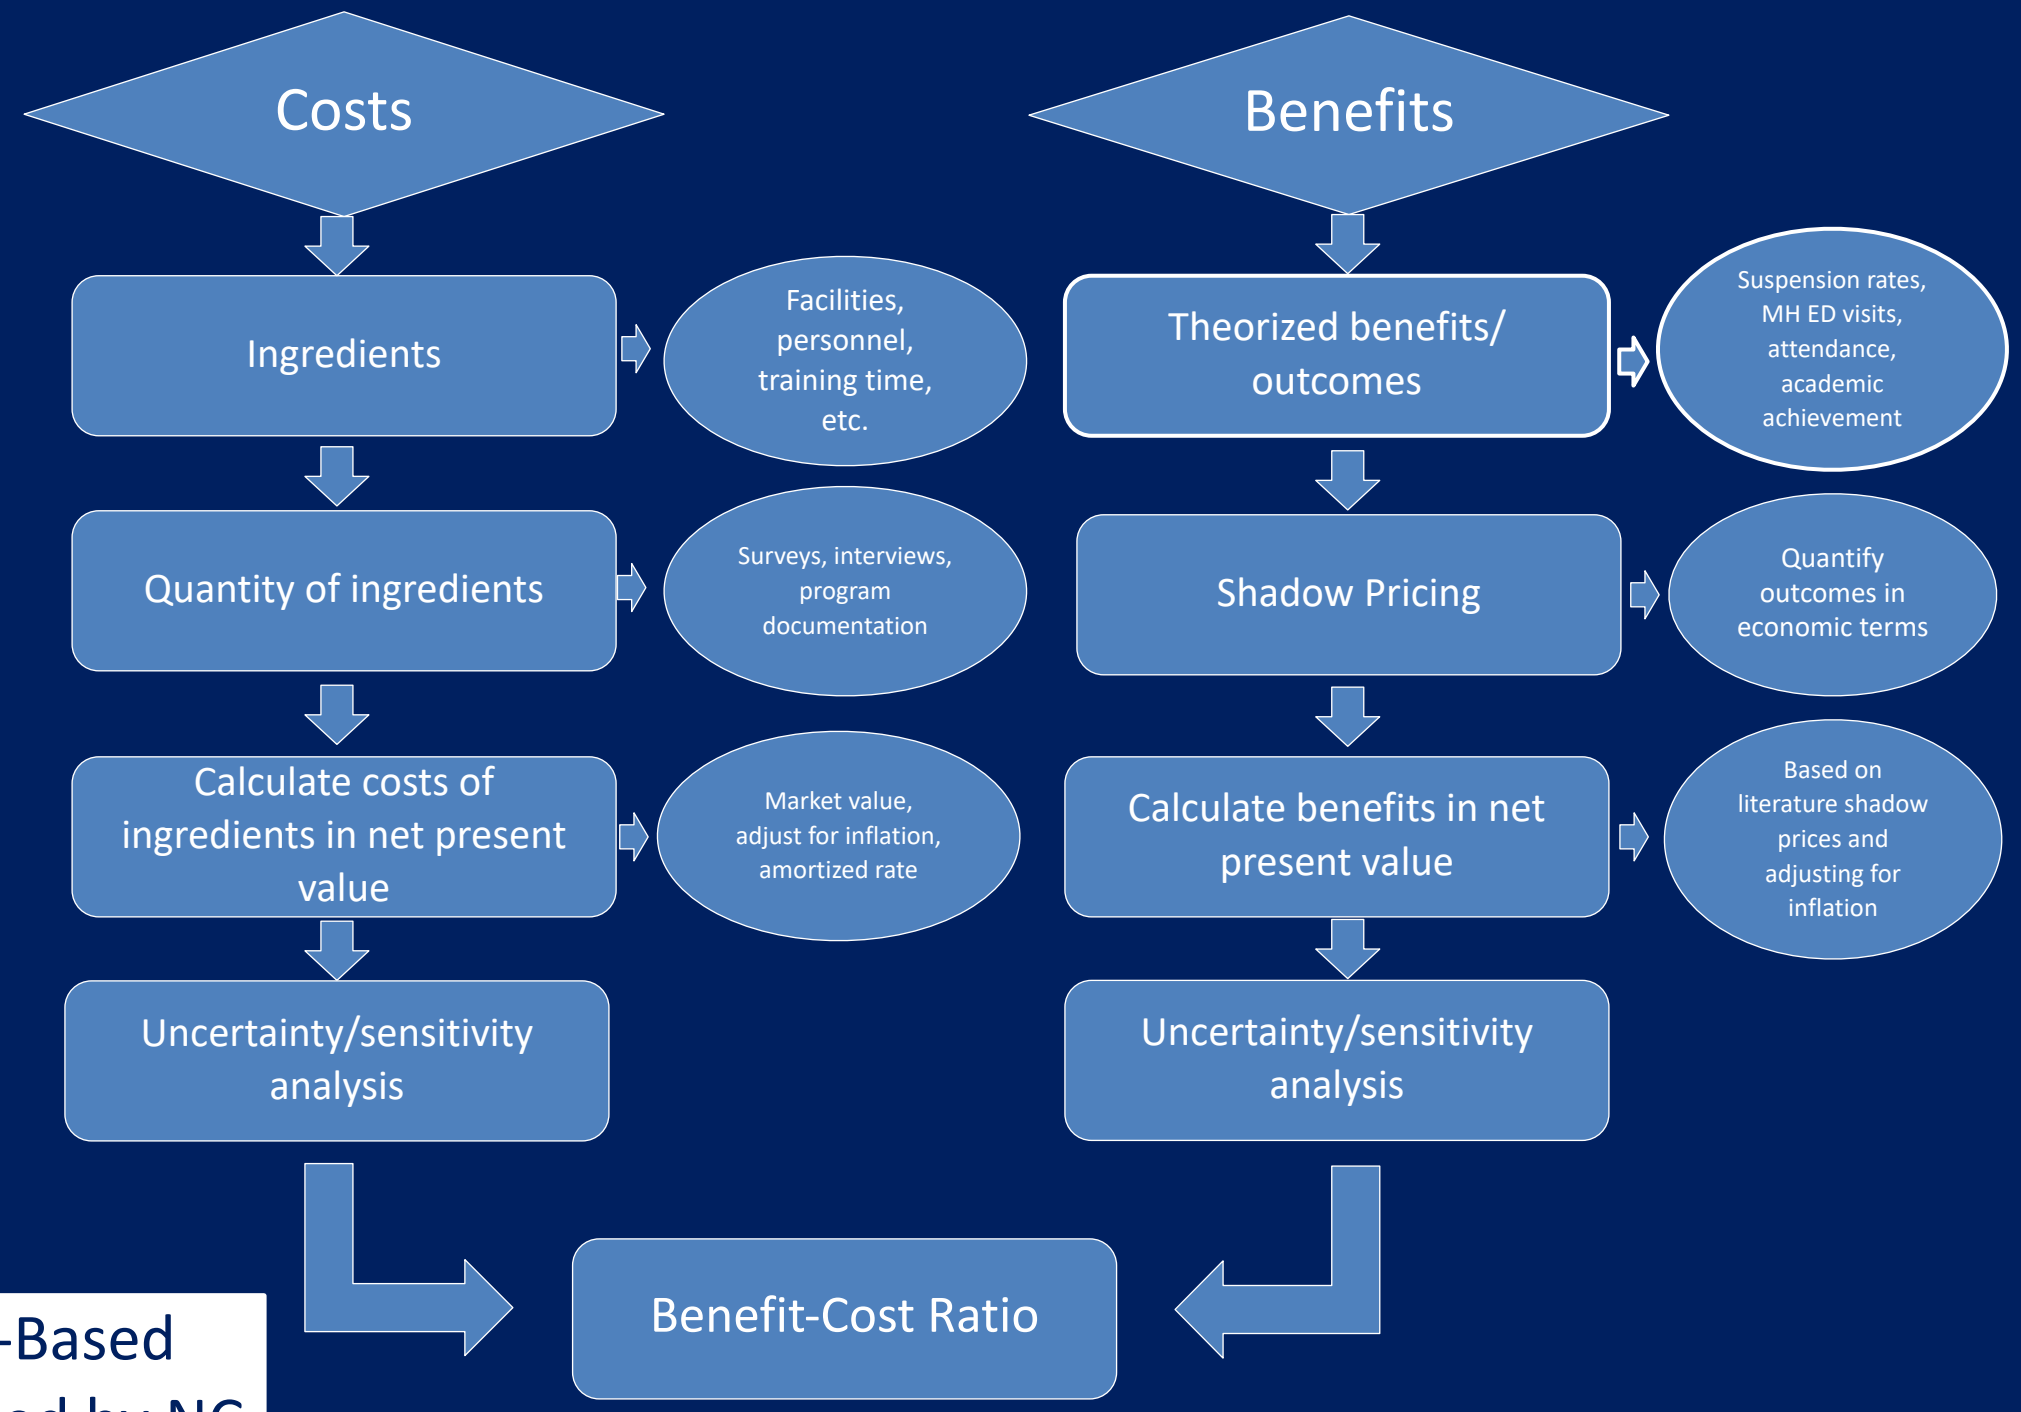 Costs
Ingredients
Facilities,
personnel,
training time,
etc.
Quantity of ingredients
Surveys, interviews,
program
documentation
Calculate costs of
ingredients in net present
value
Market value,
adjust for inflation,
amortized rate
Uncertainty/sensitivity
analysis
Benefits
Theorized benefits/
outcomes
Suspension rates,
MH ED visits,
attendance,
academic
achievement
Shadow Pricing
Quantify
outcomes in
economic terms
Calculate benefits in net
present value
Based on
literature shadow
prices and
adjusting for
inflation
Uncertainty/sensitivity
analysis
Benefit-Cost Ratio
-Based
by NC